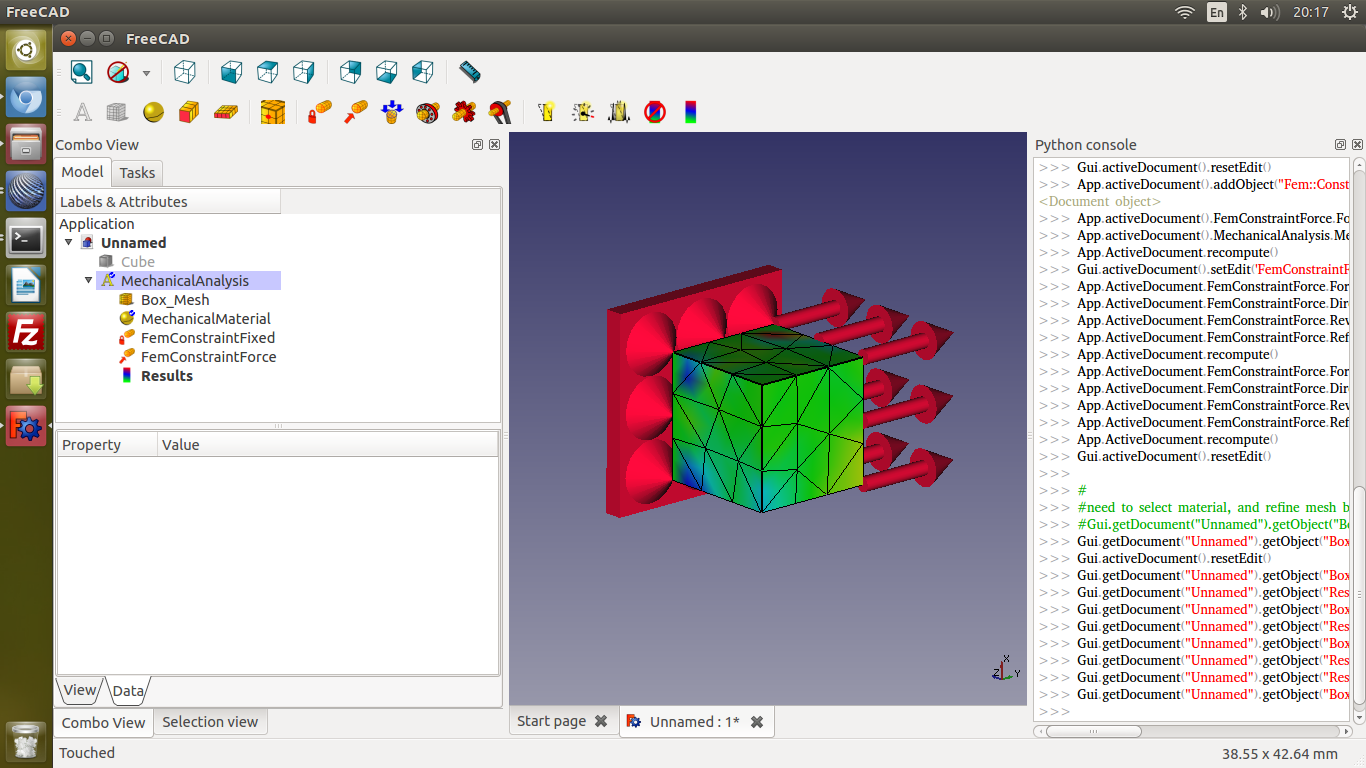 FreeCAD
En
20:17
FreeCAD
Combo View
Model
Tasks
Labels & Attributes
Application
Unnamed
Cube
MechanicalAnalysis
Box_Mesh
MechanicalMaterial
FemConstraintFixed
FemConstraintForce
Results
Property Value
View
Data
Combo View
Selection view
Touched
X
Z
Y
Start page
Unnamed : 1*
Python console
>>> Gui.activeDocument().resetEdit()
>>> App.activeDocument().addObject("Fem::Const
<Document object>
>>> App.activeDocument().FemConstraintForce.Fo
>>> App.activeDocument().MechanicalAnalysis.Me
>>> App.ActiveDocument.recompute()
>>> Gui.activeDocument().setEdit('FemConstraintF
>>> App.ActiveDocument.FemConstraintForce.For
>>> App.ActiveDocument.FemConstraintForce.Dir
>>> App.ActiveDocument.FemConstraintForce.Rev
>>> App.ActiveDocument.FemConstraintForce.Ref
>>> App.ActiveDocument.recompute()
>>> App.ActiveDocument.FemConstraintForce.For
>>> App.ActiveDocument.FemConstraintForce.Dir
>>> App.ActiveDocument.FemConstraintForce.Rev
>>> App.ActiveDocument.FemConstraintForce.Ref
>>> App.ActiveDocument.recompute()
>>> Gui.activeDocument().resetEdit()
>>>
>>> #
>>> #need to select material, and refine mesh b
>>> #Gui.getDocument("Unnamed").getObject("Bo
>>> Gui.getDocument("Unnamed").getObject("Box
>>> Gui.activeDocument().resetEdit()
>>> Gui.getDocument("Unnamed").getObject("Box
>>> Gui.getDocument("Unnamed").getObject("Res
>>> Gui.getDocument("Unnamed").getObject("Box
>>> Gui.getDocument("Unnamed").getObject("Res
>>> Gui.getDocument("Unnamed").getObject("Box
>>> Gui.getDocument("Unnamed").getObject("Res
>>> Gui.getDocument("Unnamed").getObject("Res
>>> Gui.getDocument("Unnamed").getObject("Box
>>>
38.55 x 42.64 mm